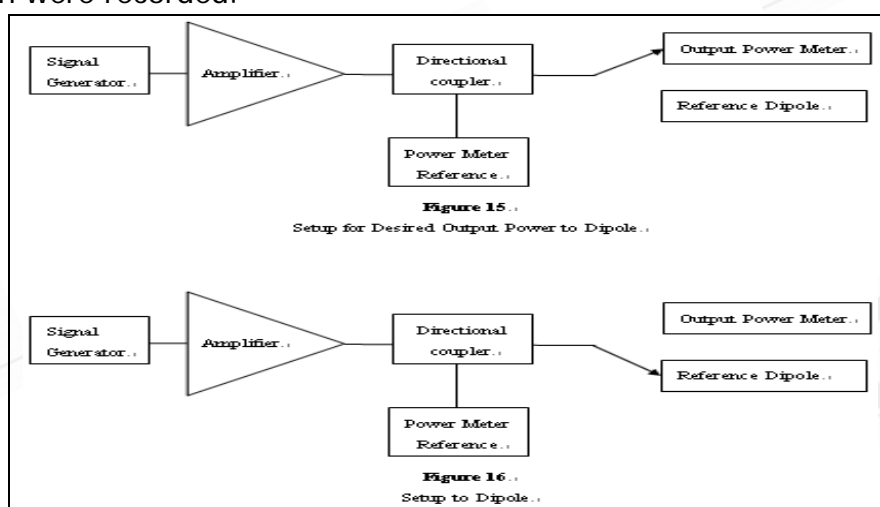 were recorded.
Signal
Generator..
Amplifier..
Directional
coupler..
Output Power Meter..
Reference Dipole..
Power Meter
Reference..
Figure 15..
Setup for Desired Output Power to Dipole..
Signal
Generator..
Amplifier..
Directional
coupler..
Output Power Meter..
Reference Dipole..
Power Meter
Reference..
Figure 16..
Setup to Dipole..